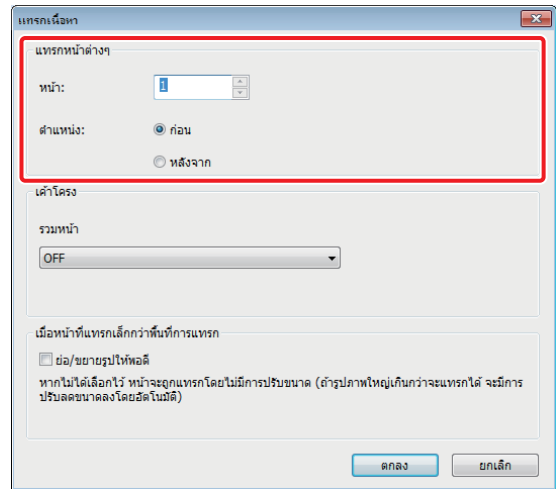 แทรกเนื้อหา
แทรกหน้าต่างๆ
หน้า:
1
ตำแหน่ง:
ก่อน
หลังจาก
เค้าโครง
รวมหน้า
OFF
เมื่อหน้าที่แทรกเล็กกว่าพื้นที่การแทรก
ย่อ/ขยายรูปให้พอดี
หากไม่ได้เลือกไว้ หน้าจะถูกแทรกโดยไม่มีการปรับขนาด (ถ้ารูปภาพใหญ่เกินกว่าจะแทรกได้ จะมีการ
ปรับลดขนาดลงโดยอัตโนมัติ)
ตกลง
ยกเลิก